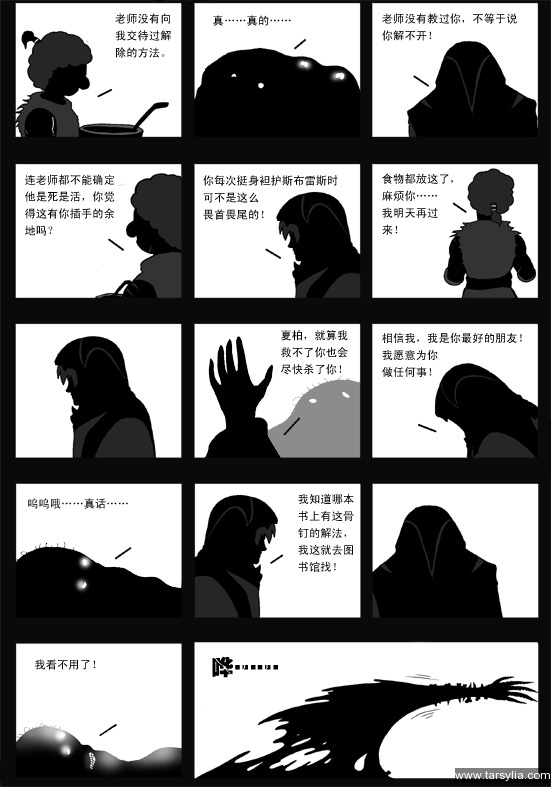 老师没有向
我交待过解
除的方法。
真……真的……
老师没有教过你，不等于说
你解不开！
连老师都不能确定
他是死是活，你觉
得这有你插手的余
地吗？
你每次挺身袒护斯布雷斯时
可不是这么
畏首畏尾的！
食物都放这了，
麻烦你……
我明天再过
来！
夏柏，就算我
救不了你也会
尽快杀了你！
相信我，我是你最好的朋友！
我愿意为你
做任何事！
呜呜哦……真话……
我知道哪本
书上有这骨
钉的解法，
我这就去图
书馆找！
我看不用了！
哗……
www.tarsylia.com